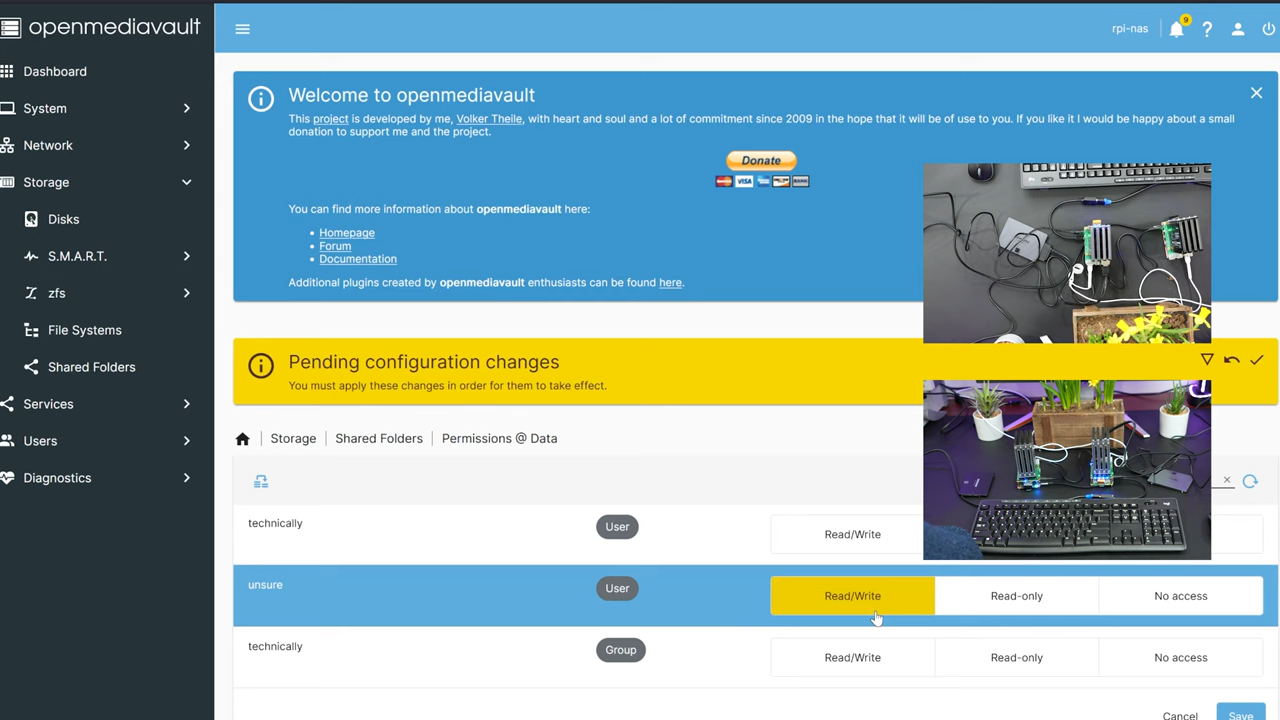 openmediavault
rpi-nas
9
Dashboard
System
Network
Storage
Disks
S.M.A.R.T.
zfs
File Systems
Shared Folders
Services
Users
Diagnostics
Welcome to openmediavault
This project is developed by me, Volker Theile, with heart and soul and a lot of commitment since 2009 in the hope that it will be of use to you. If you like it I would be happy about a small
donation to support me and the project.
Donate
VISA
You can find more information about openmediavault here:
Homepage
Forum
Documentation
Additional plugins created by openmediavault enthusiasts can be found here.
Pending configuration changes
You must apply these changes in order for them to take effect.
Storage | Shared Folders | Permissions @ Data
technically User Read/Write
unsure User Read/Write Read-only No access
technically Group Read/Write Read-only No access
Cancel Save